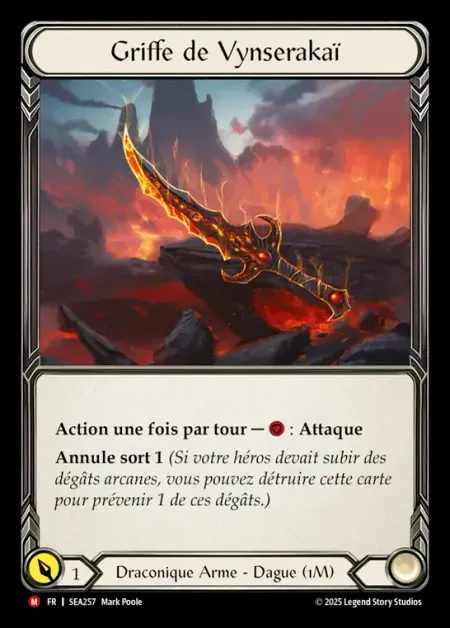 Griffe de Vynserakaï
Action une fois par tour — : Attaque
Annule sort 1 (Si votre héros devait subir des
dégâts arcanes, vous pouvez détruire cette carte
pour prévenir 1 de ces dégâts.)
1 Draconique Arme - Dague (1M)
M FR | SEA257 Mark Poole © 2025 Legend Story Studios